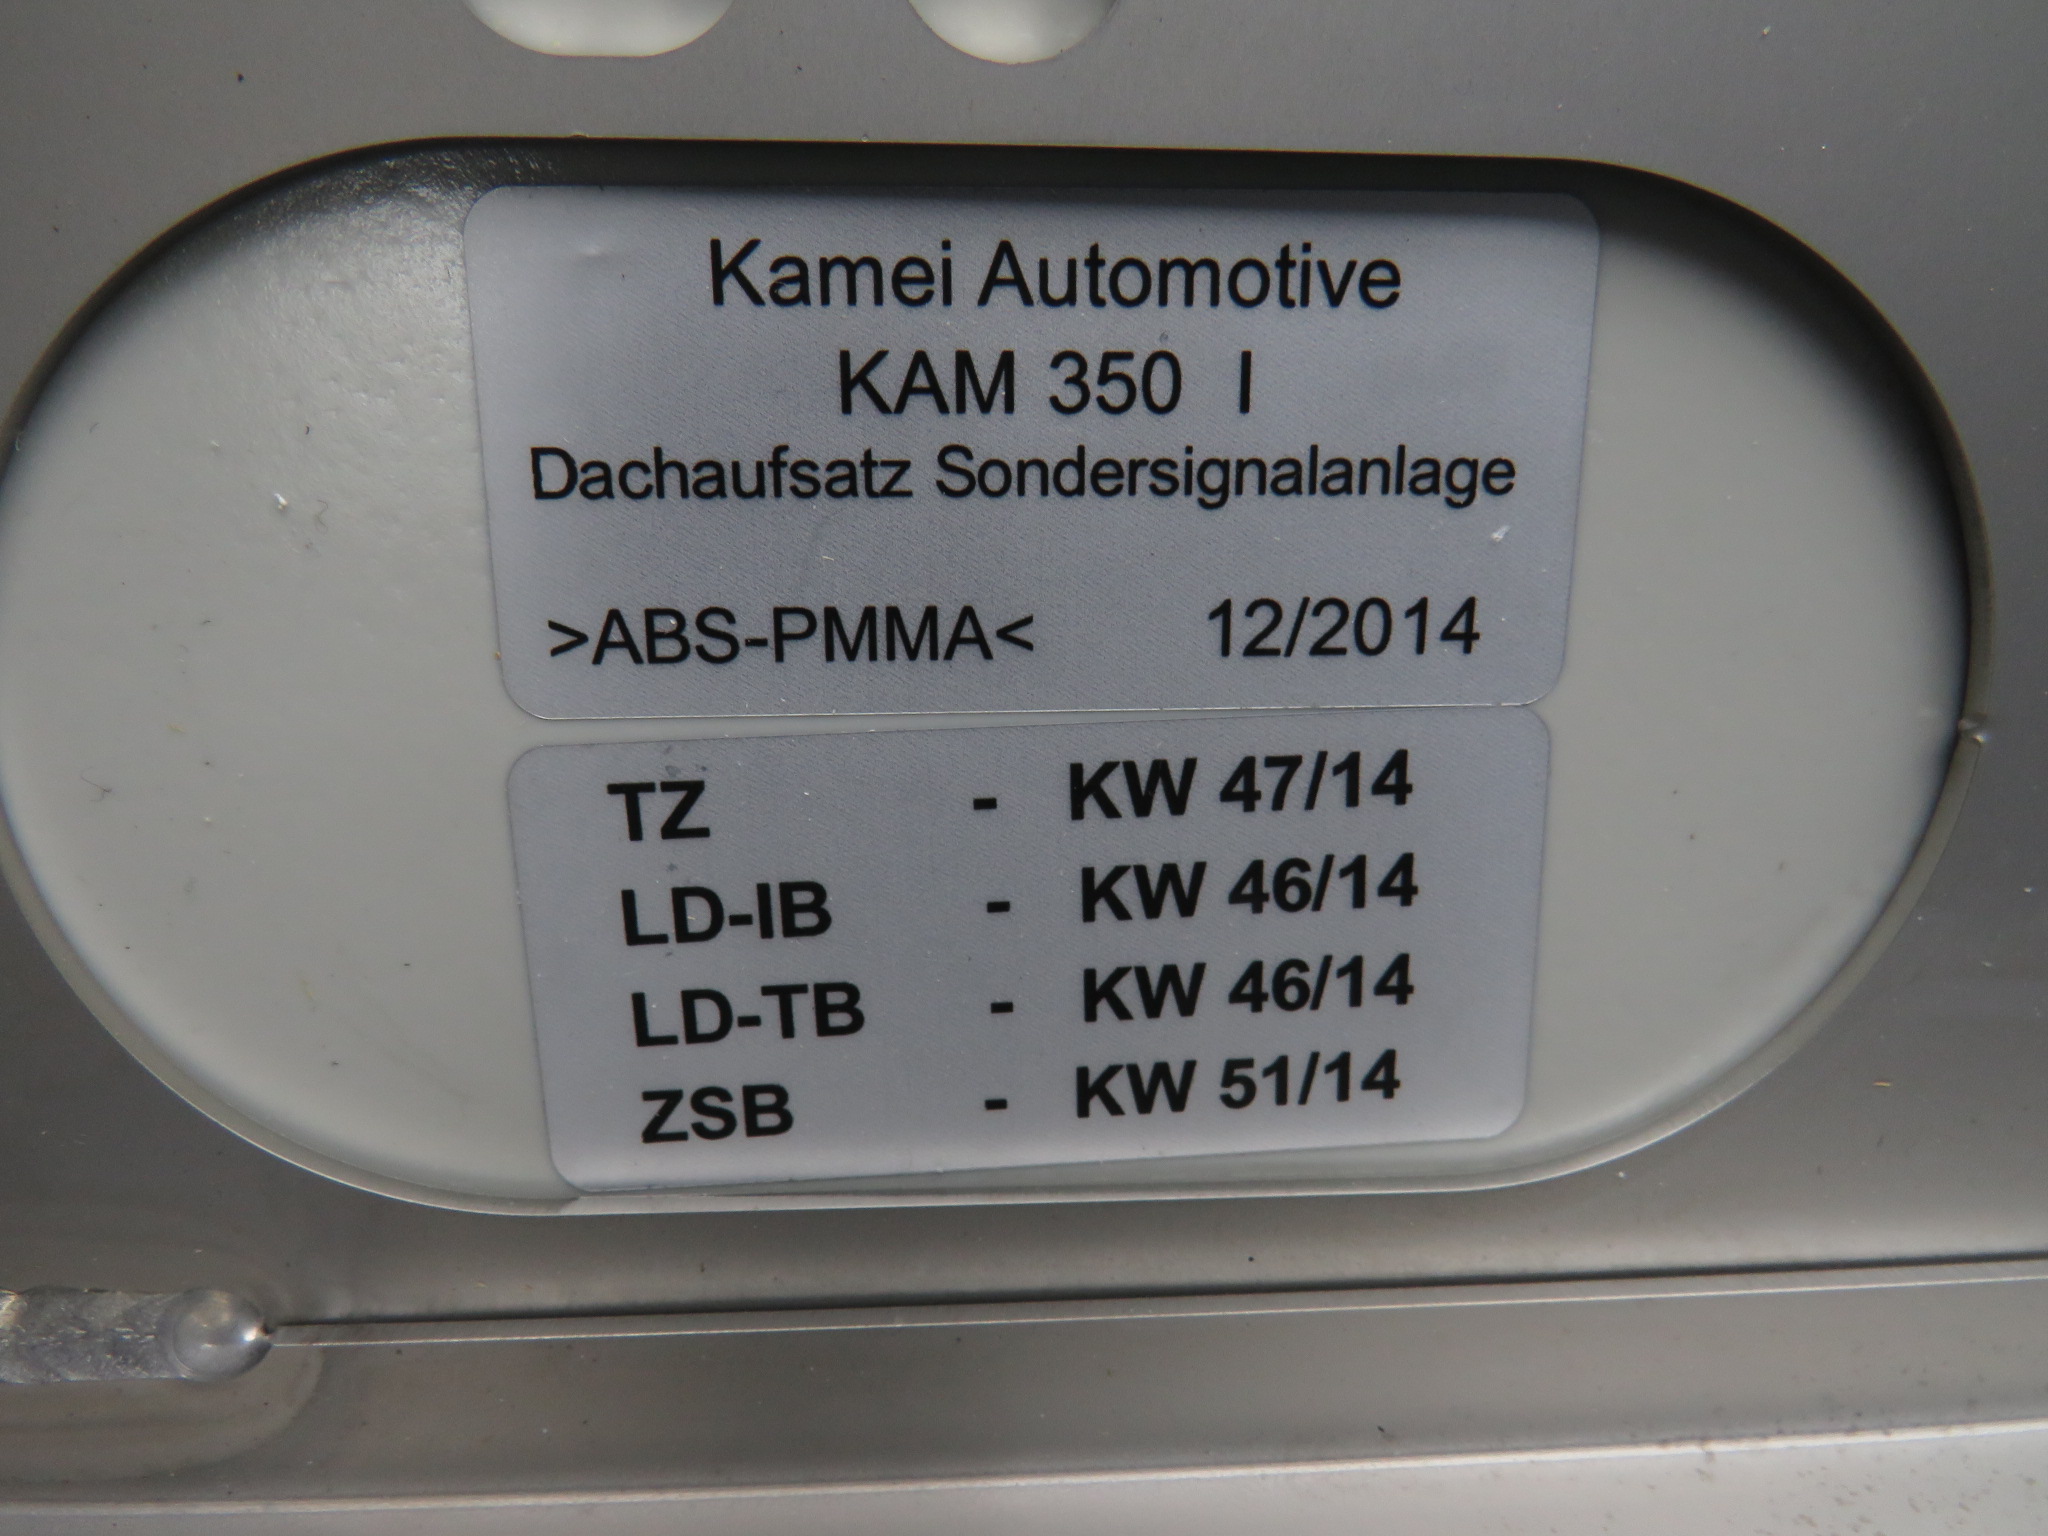 Kamei Automotive
KAM 350 I
Dachaufsatz Sondersignalanlage
>ABS-PMMA< 12/2014
TZ - KW 47/14
LD-IB - KW 46/14
LD-TB - KW 46/14
ZSB - KW 51/14